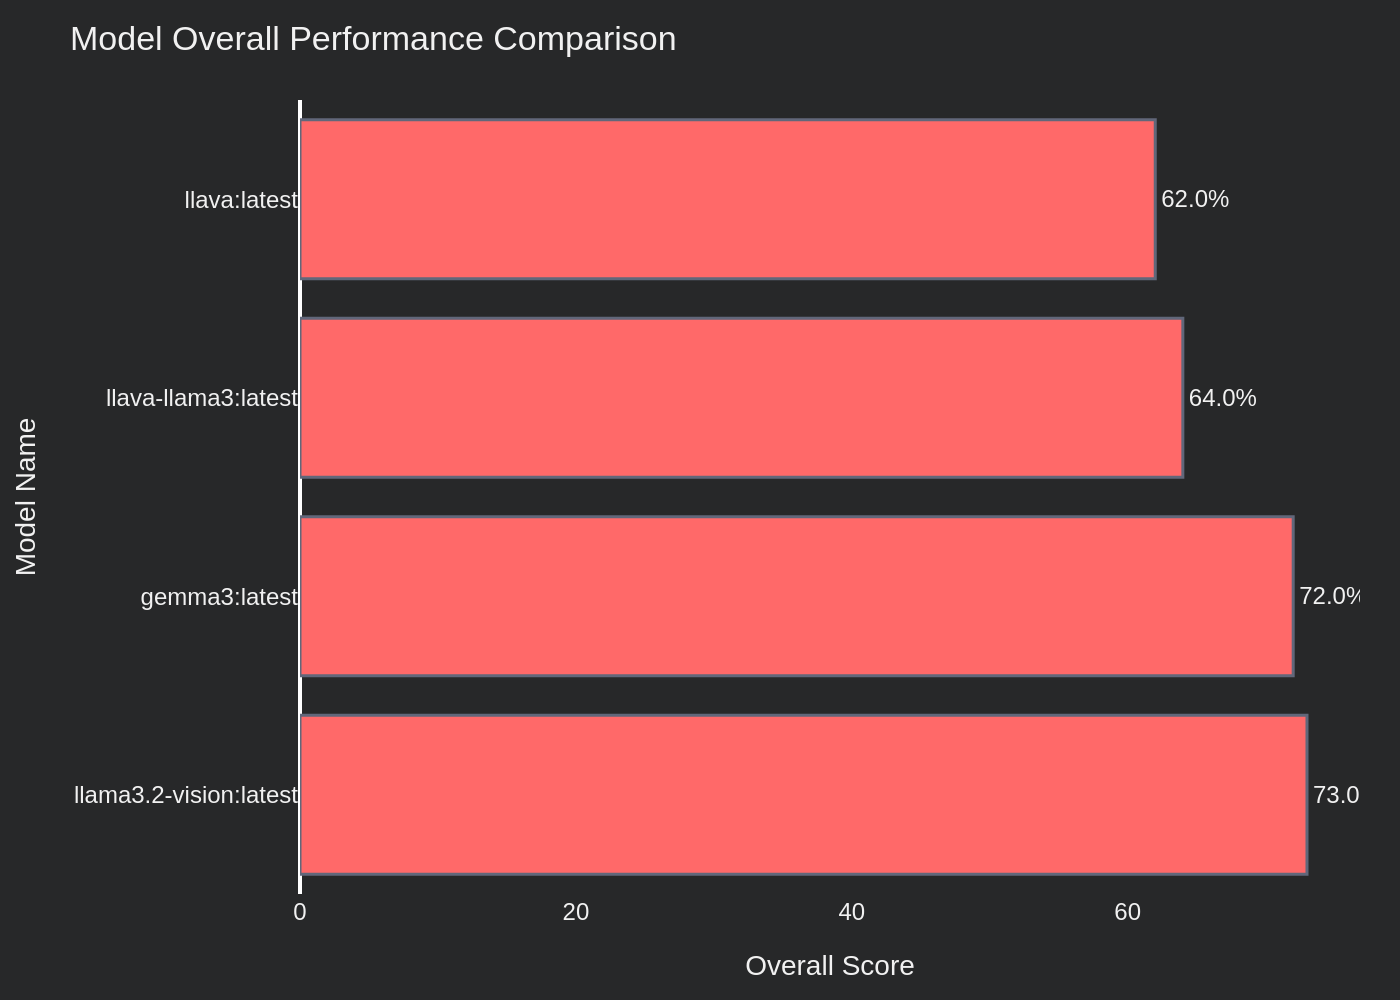 Model Overall Performance Comparison
Model Name
llava:latest
62.0%
llava-llama3:latest
64.0%
gemma3:latest
72.0%
llama3.2-vision:latest
73.0
0 20 40 60
Overall Score